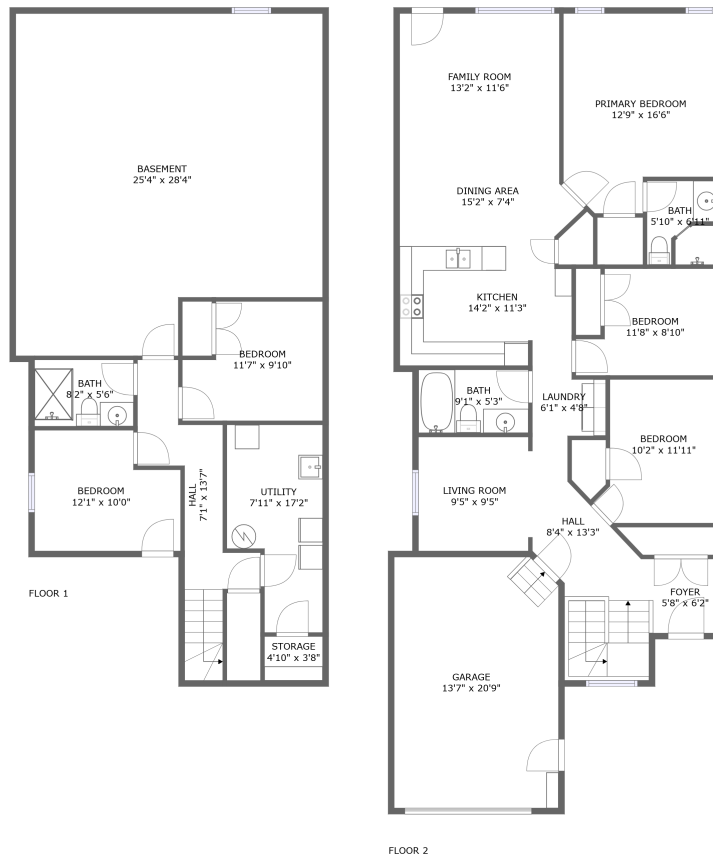 BASEMENT
25'4" x 28'4"
BEDROOM
11'7" x 9'10"
BATH
8'2" x 5'6"
BEDROOM
12'1" x 10'0"
HALL
7'1" x 13'7"
UTILITY
7'11" x 17'2"
STORAGE
4'10" x 3'8"
FLOOR 1
FAMILY ROOM
13'2" x 11'6"
PRIMARY BEDROOM
12'9" x 16'6"
DINING AREA
15'2" x 7'4"
BATH
5'10" x 6'11"
KITCHEN
14'2" x 11'3"
BEDROOM
11'8" x 8'10"
BATH
9'1" x 5'3"
LAUNDRY
6'1" x 4'8"
BEDROOM
10'2" x 11'11"
LIVING ROOM
9'5" x 9'5"
HALL
8'4" x 13'3"
FOYER
5'8" x 6'2"
GARAGE
13'7" x 20'9"
FLOOR 2